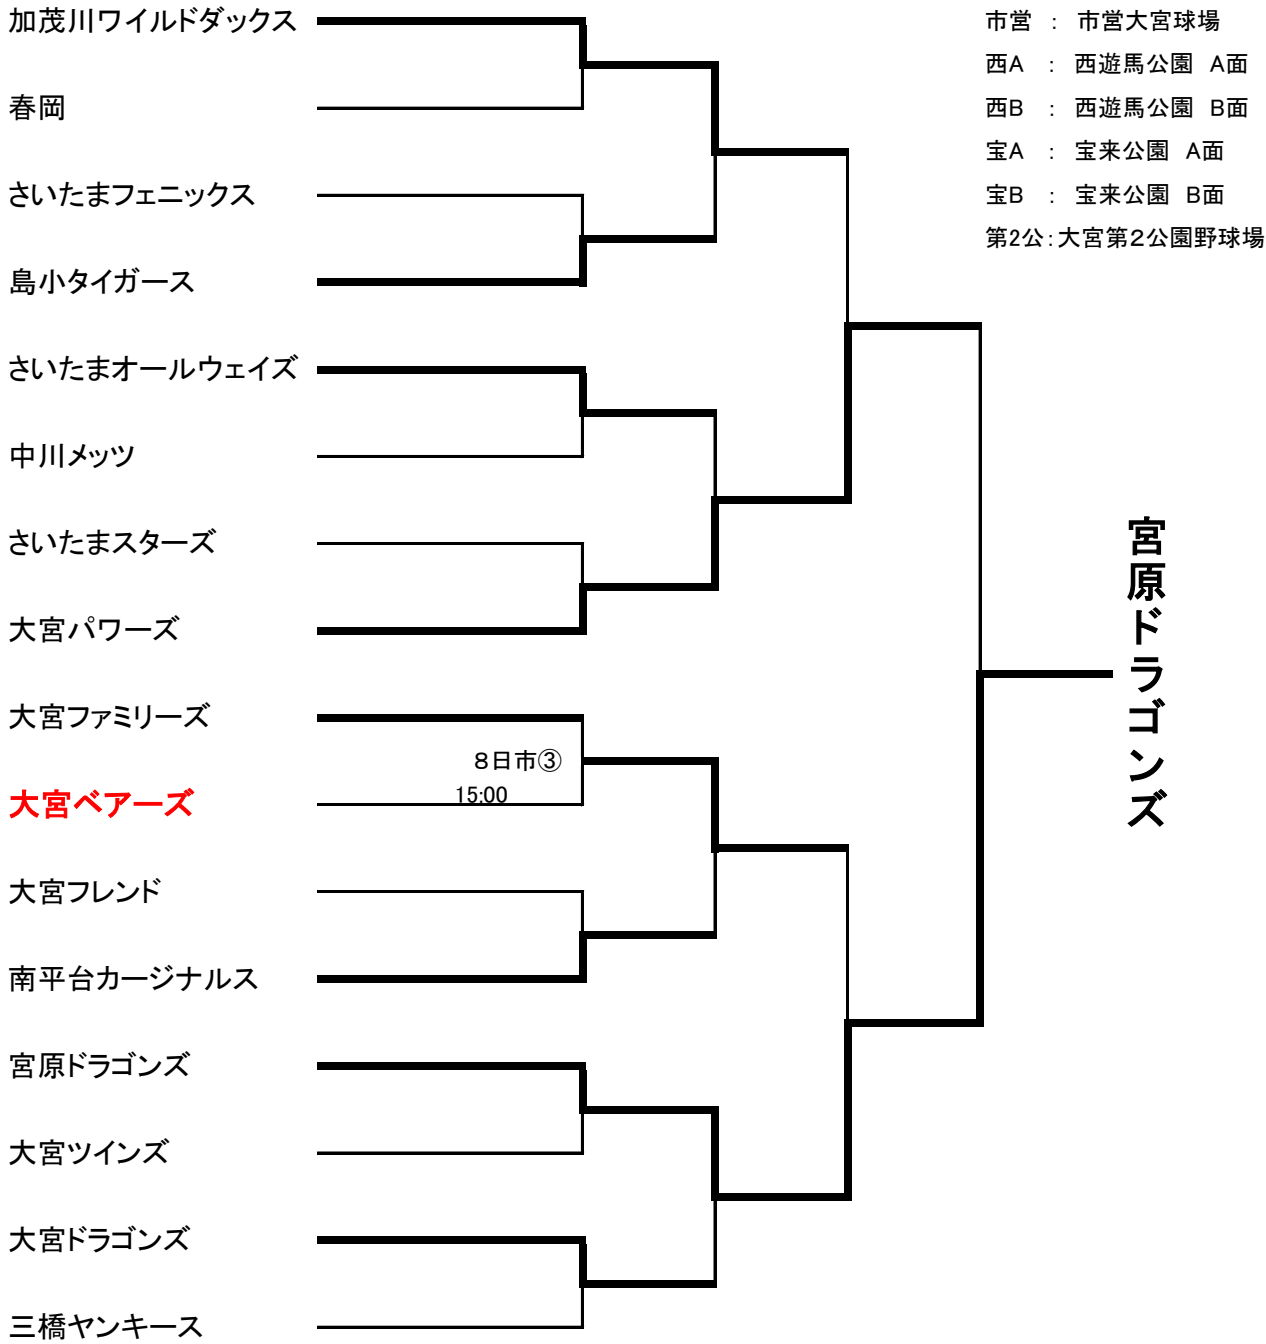 加茂川ワイルドダックス
春岡
さいたまフェニックス
島小タイガース
さいたまオールウェイズ
中川メッツ
さいたまスターズ
大宮パワーズ
大宮ファミリーズ
8日市③
15:00
大宮ベアーズ
大宮フレンド
南平台カージナルス
宮原ドラゴンズ
大宮ツインズ
大宮ドラゴンズ
三橋ヤンキース
市営 : 市営大宮球場
西A : 西遊馬公園 A面
西B : 西遊馬公園 B面
宝A : 宝来公園 A面
宝B : 宝来公園 B面
第2公:大宮第2公園野球場
宮原ドラゴンズ